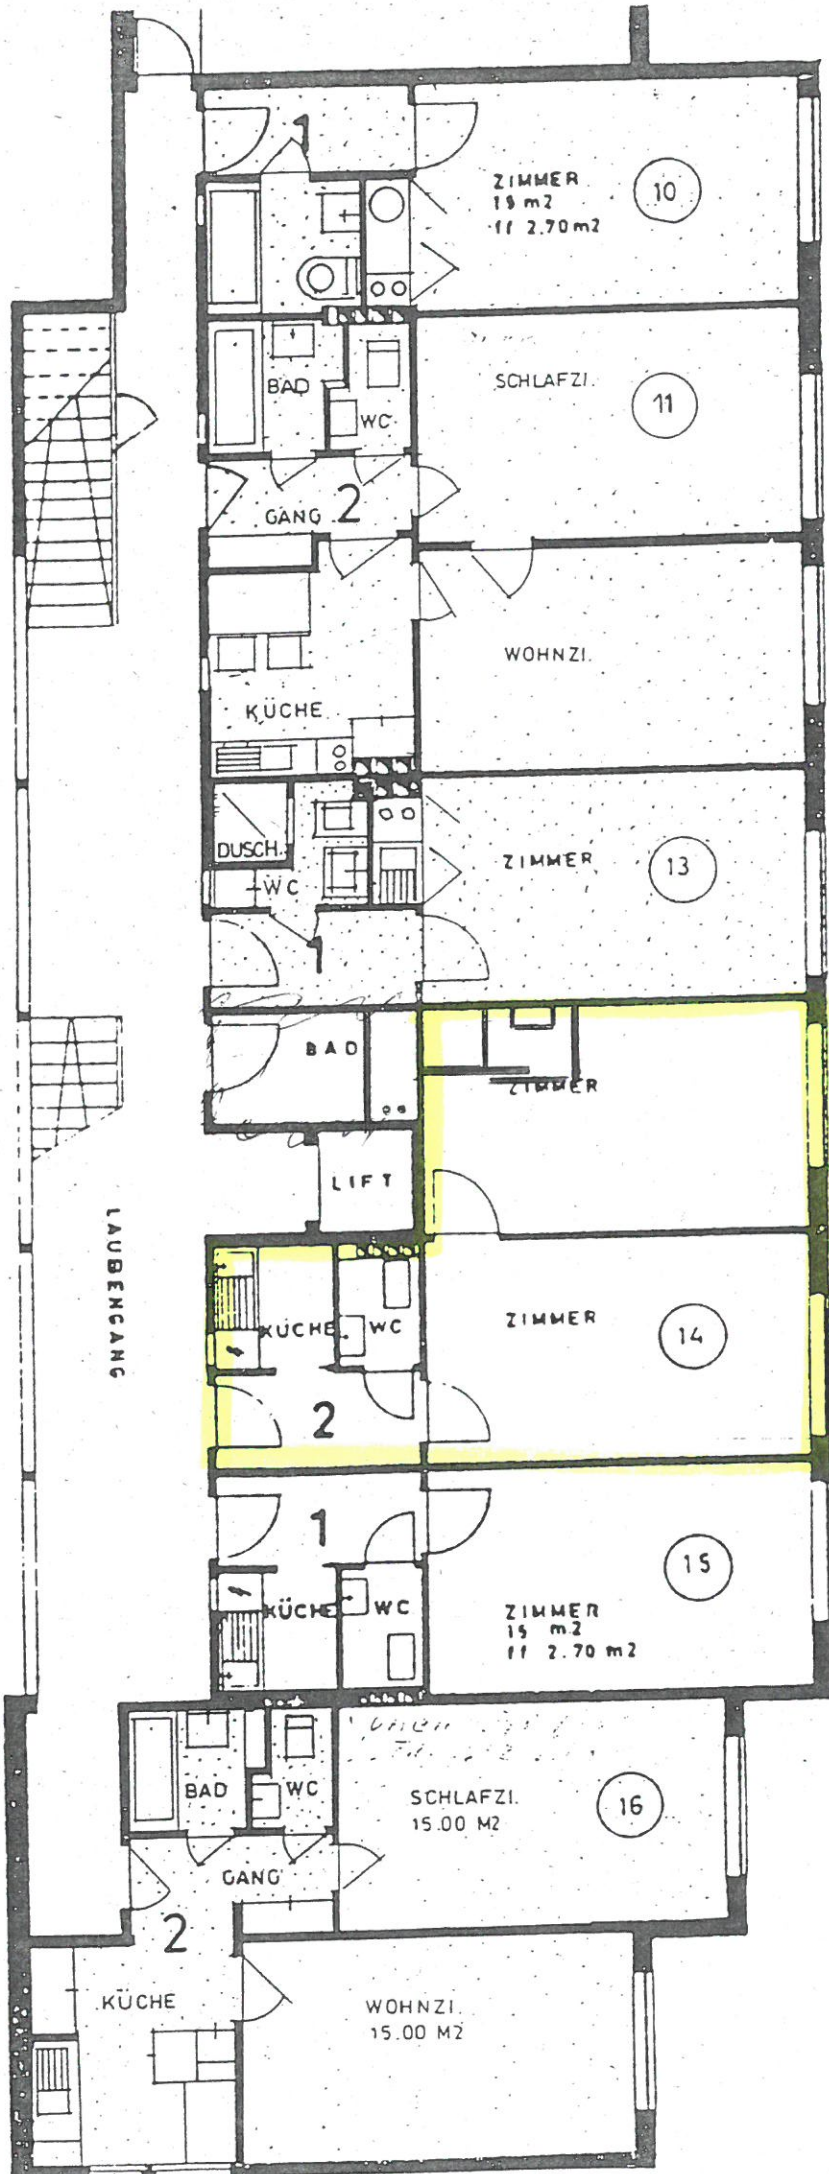 1
ZIMMER
15 m2
ff 2.70 m2
10
BAD
WC
SCHLAFZI.
11
GANG 2
WOHNZI.
KÜCHE
DUSCH.
WC
ZIMMER
13
1
BAD
ZIMMER
LIFT
LAUBENGANG
KÜCHE
WC
ZIMMER
14
2
1
15
KÜCHE
WC
ZIMMER
15 m2
ff 2.70 m2
BAD
WC
SCHLAFZI.
15.00 M2
16
GANG
2
KÜCHE
WOHNZI.
15.00 M2